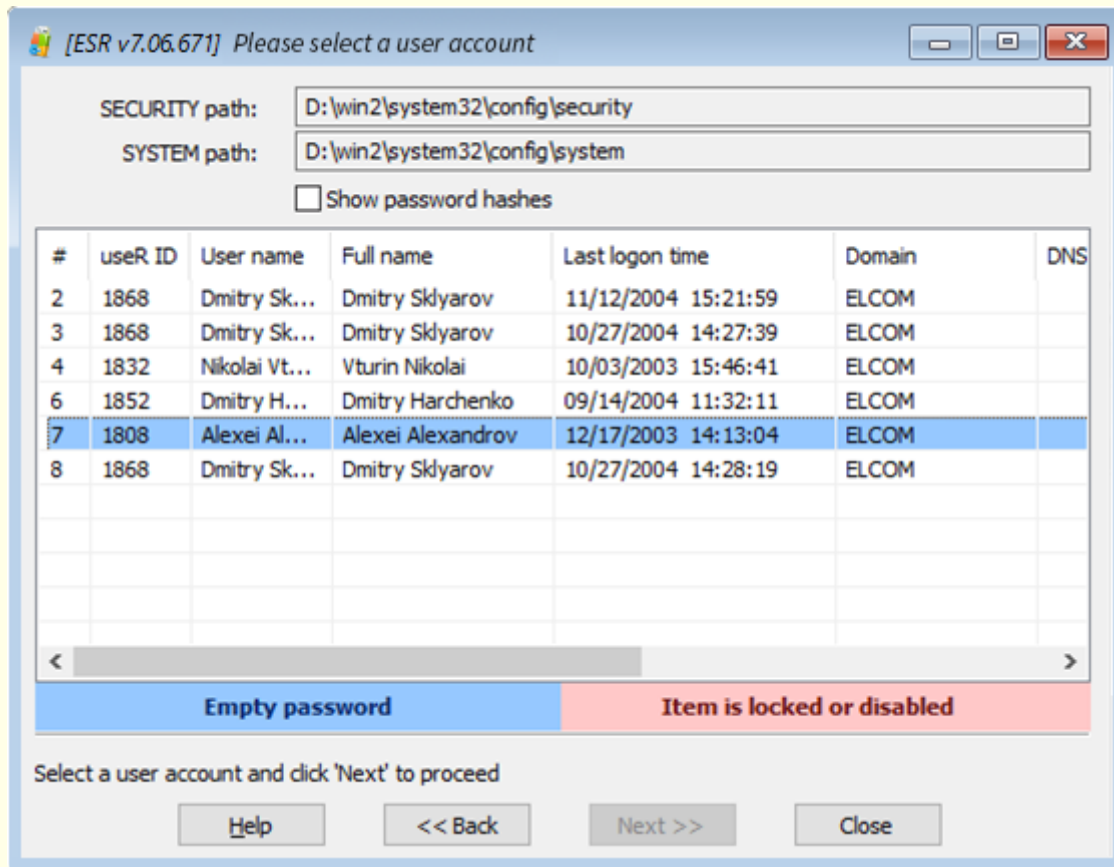 [ESR v7.06.671] Please select a user account
SECURITY path: D:\win2\system32\config\security
SYSTEM path: D:\win2\system32\config\system
Show password hashes
# useR ID User name Full name Last logon time Domain DNS
2 1868 Dmitry Sk... Dmitry Sklyarov 11/12/2004 15:21:59 ELCOM
3 1868 Dmitry Sk... Dmitry Sklyarov 10/27/2004 14:27:39 ELCOM
4 1832 Nikolai Vt... Vturin Nikolai 10/03/2003 15:46:41 ELCOM
6 1852 Dmitry H... Dmitry Harchenko 09/14/2004 11:32:11 ELCOM
7 1808 Alexei Al... Alexei Alexandrov 12/17/2003 14:13:04 ELCOM
8 1868 Dmitry Sk... Dmitry Sklyarov 10/27/2004 14:28:19 ELCOM
Empty password Item is locked or disabled
Select a user account and click 'Next' to proceed
Help << Back Next >> Close